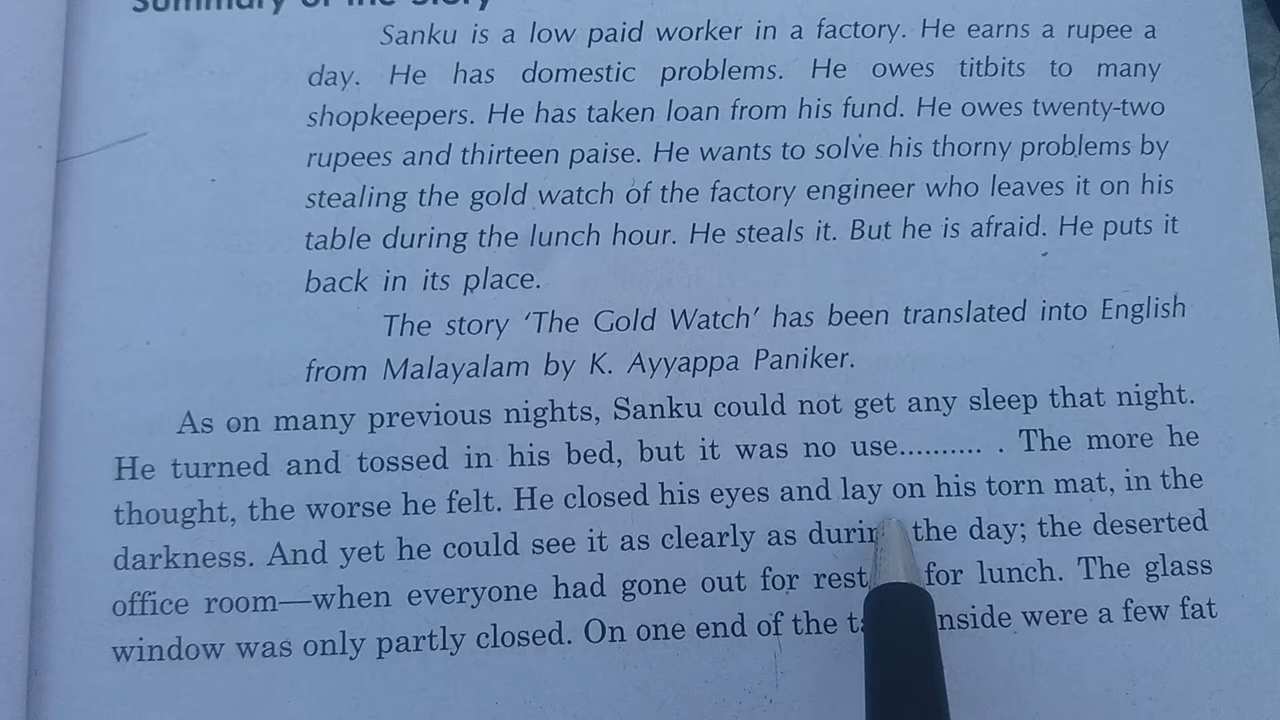 Summary of the Story
Sanku is a low paid worker in a factory. He earns a rupee a
day. He has domestic problems. He owes titbits to many
shopkeepers. He has taken loan from his fund. He owes twenty-two
rupees and thirteen paise. He wants to solve his thorny problems by
stealing the gold watch of the factory engineer who leaves it on his
table during the lunch hour. He steals it. But he is afraid. He puts it
back in its place.
The story ‘The Gold Watch’ has been translated into English
from Malayalam by K. Ayyappa Paniker.
As on many previous nights, Sanku could not get any sleep that night.
He turned and tossed in his bed, but it was no use.......... . The more he
thought, the worse he felt. He closed his eyes and lay on his torn mat, in the
darkness. And yet he could see it as clearly as during the day; the deserted
office room—when everyone had gone out for rest for lunch. The glass
window was only partly closed. On one end of the were a few fat